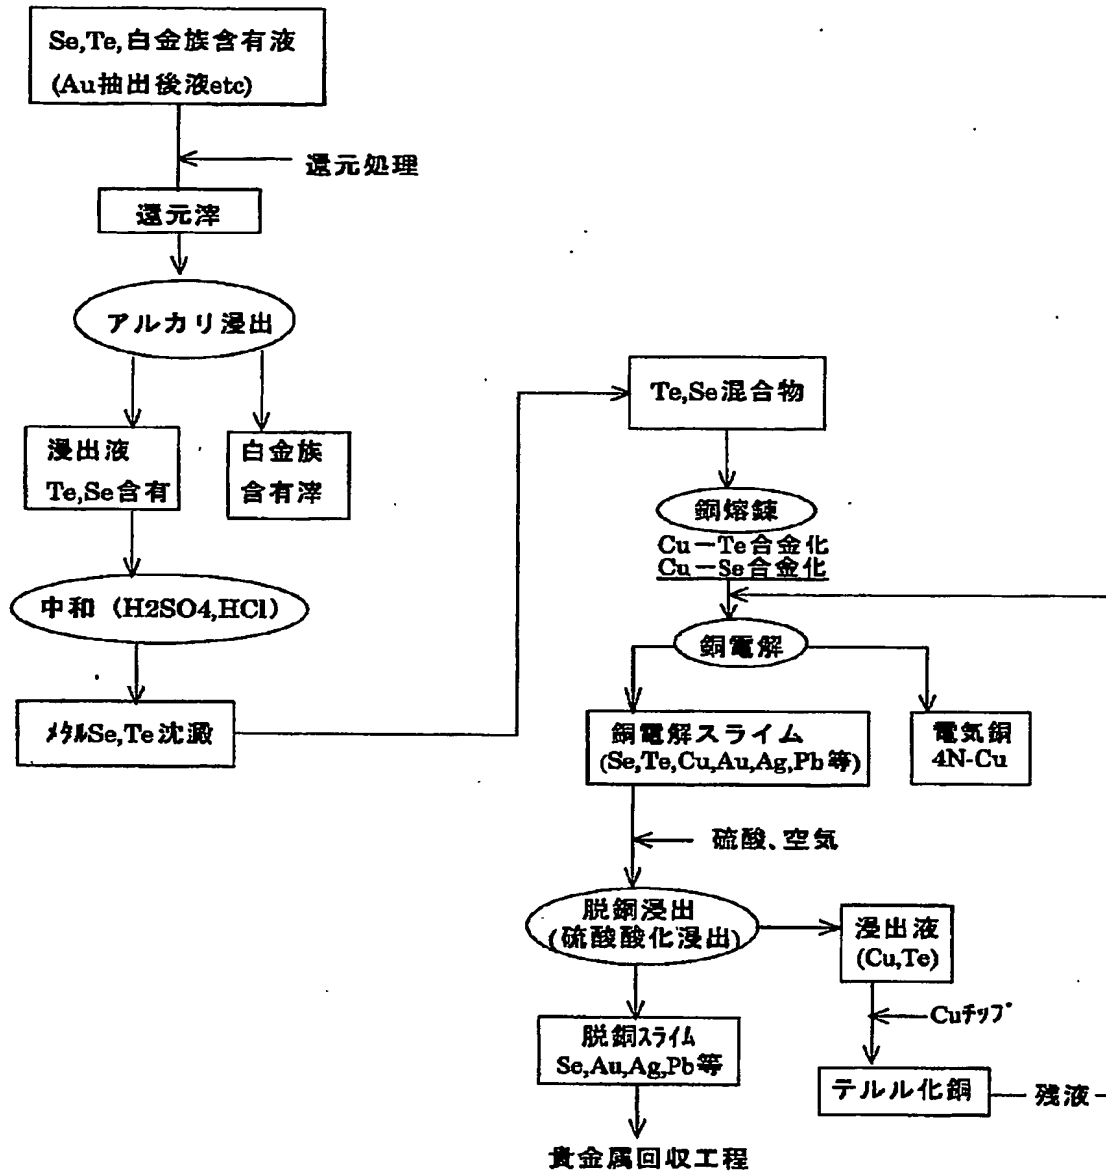 Se,Te,白金族含有液
(Au抽出後液etc)
還元処理
還元滓
アルカリ浸出
浸出液
Te,Se含有
白金族
含有滓
中和（H2SO4,HCl）
ﾒﾀﾙSe,Te沈澱
Te,Se混合物
銅熔錬
Cu－Te合金化
Cu－Se合金化
銅電解
銅電解スライム
(Se,Te,Cu,Au,Ag,Pb等)
電気銅
4N-Cu
硫酸、空気
脱銅浸出
(硫酸酸化浸出)
浸出液
(Cu,Te)
Cuﾁｯﾌﾟ
脱銅ｽﾗｲﾑ
Se,Au,Ag,Pb等
テルル化銅
残液
貴金属回収工程